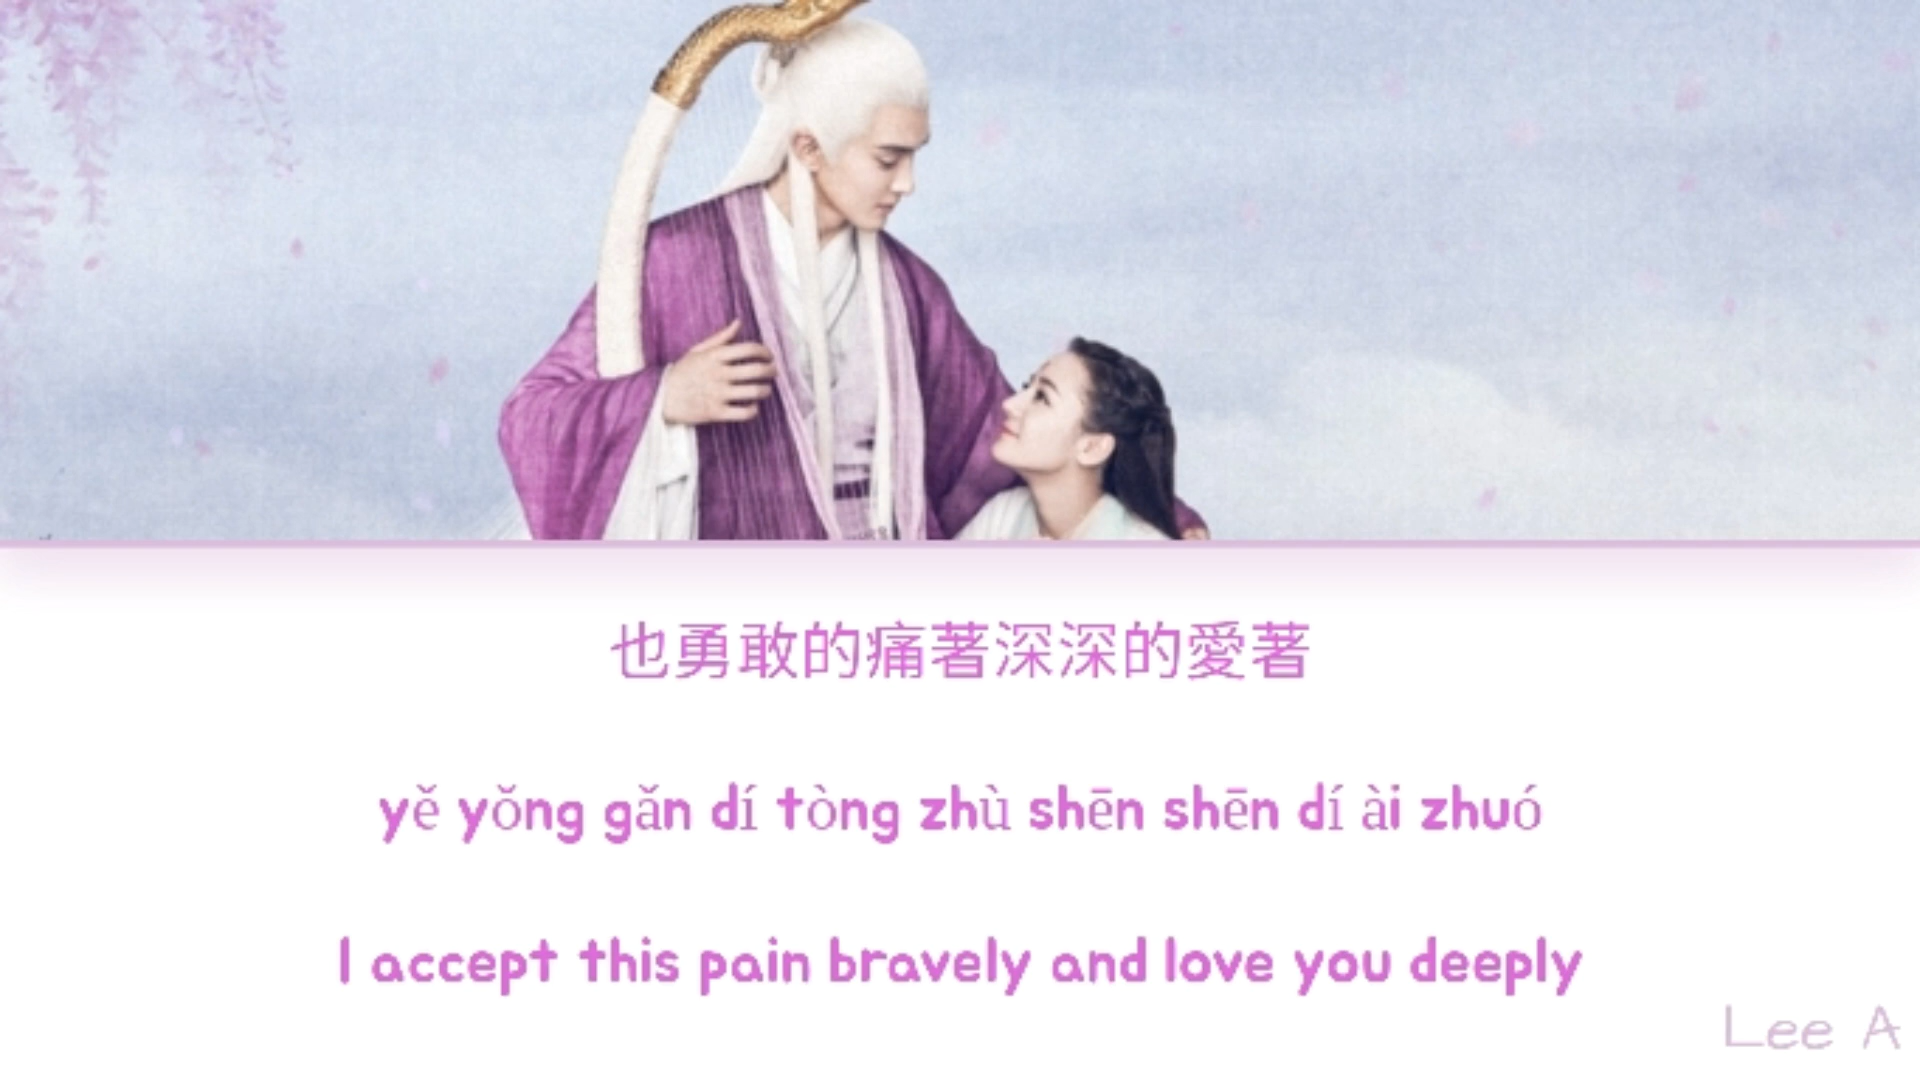 也勇敢的痛著深深的愛著
yě yǒng gǎn dí tòng zhù shēn shēn dí ài zhuó
I accept this pain bravely and love you deeply
Lee A